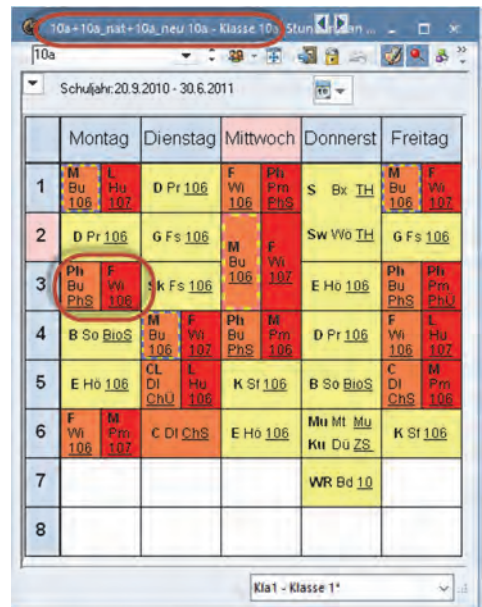 10a+10a_nat+10a_neu 10a - Klasse 10a Stun
10a
Schuljahr:20.9.2010 - 30.6.2011
Montag Dienstag Mittwoch Donnerst Freitag
1
M L
Bu Hu
106 107
D Pr 106
F Ph
Wi Pm
106 PhS
S Bx TH
M F
Bu Wi
106 107
2
D Pr 106
G Fs 106
M F
Bu Wi
106 107
Sw Wö TH
G Fs 106
3
Ph F
Bu Wi
PhS 106
k Fs 106
E Hö 106
Ph Ph
Bu Pm
PhS PhÜ
4
B So BioS
M F
Bu Wi
106 107
Ph M
Bu Pm
PhS 106
D Pr 106
F L
Wi Hu
106 107
5
E Hö 106
CL L
DI Hu
ChÜ 106
K Sf 106
B So BioS
C M
DI Pm
ChS 106
6
F M
Wi Pm
106 107
C DI ChS
E Hö 106
Mu Mt Mu
Ku Dü ZS
K Sf 106
7
WR Bd 10
8
Kla1 - Klasse 1*